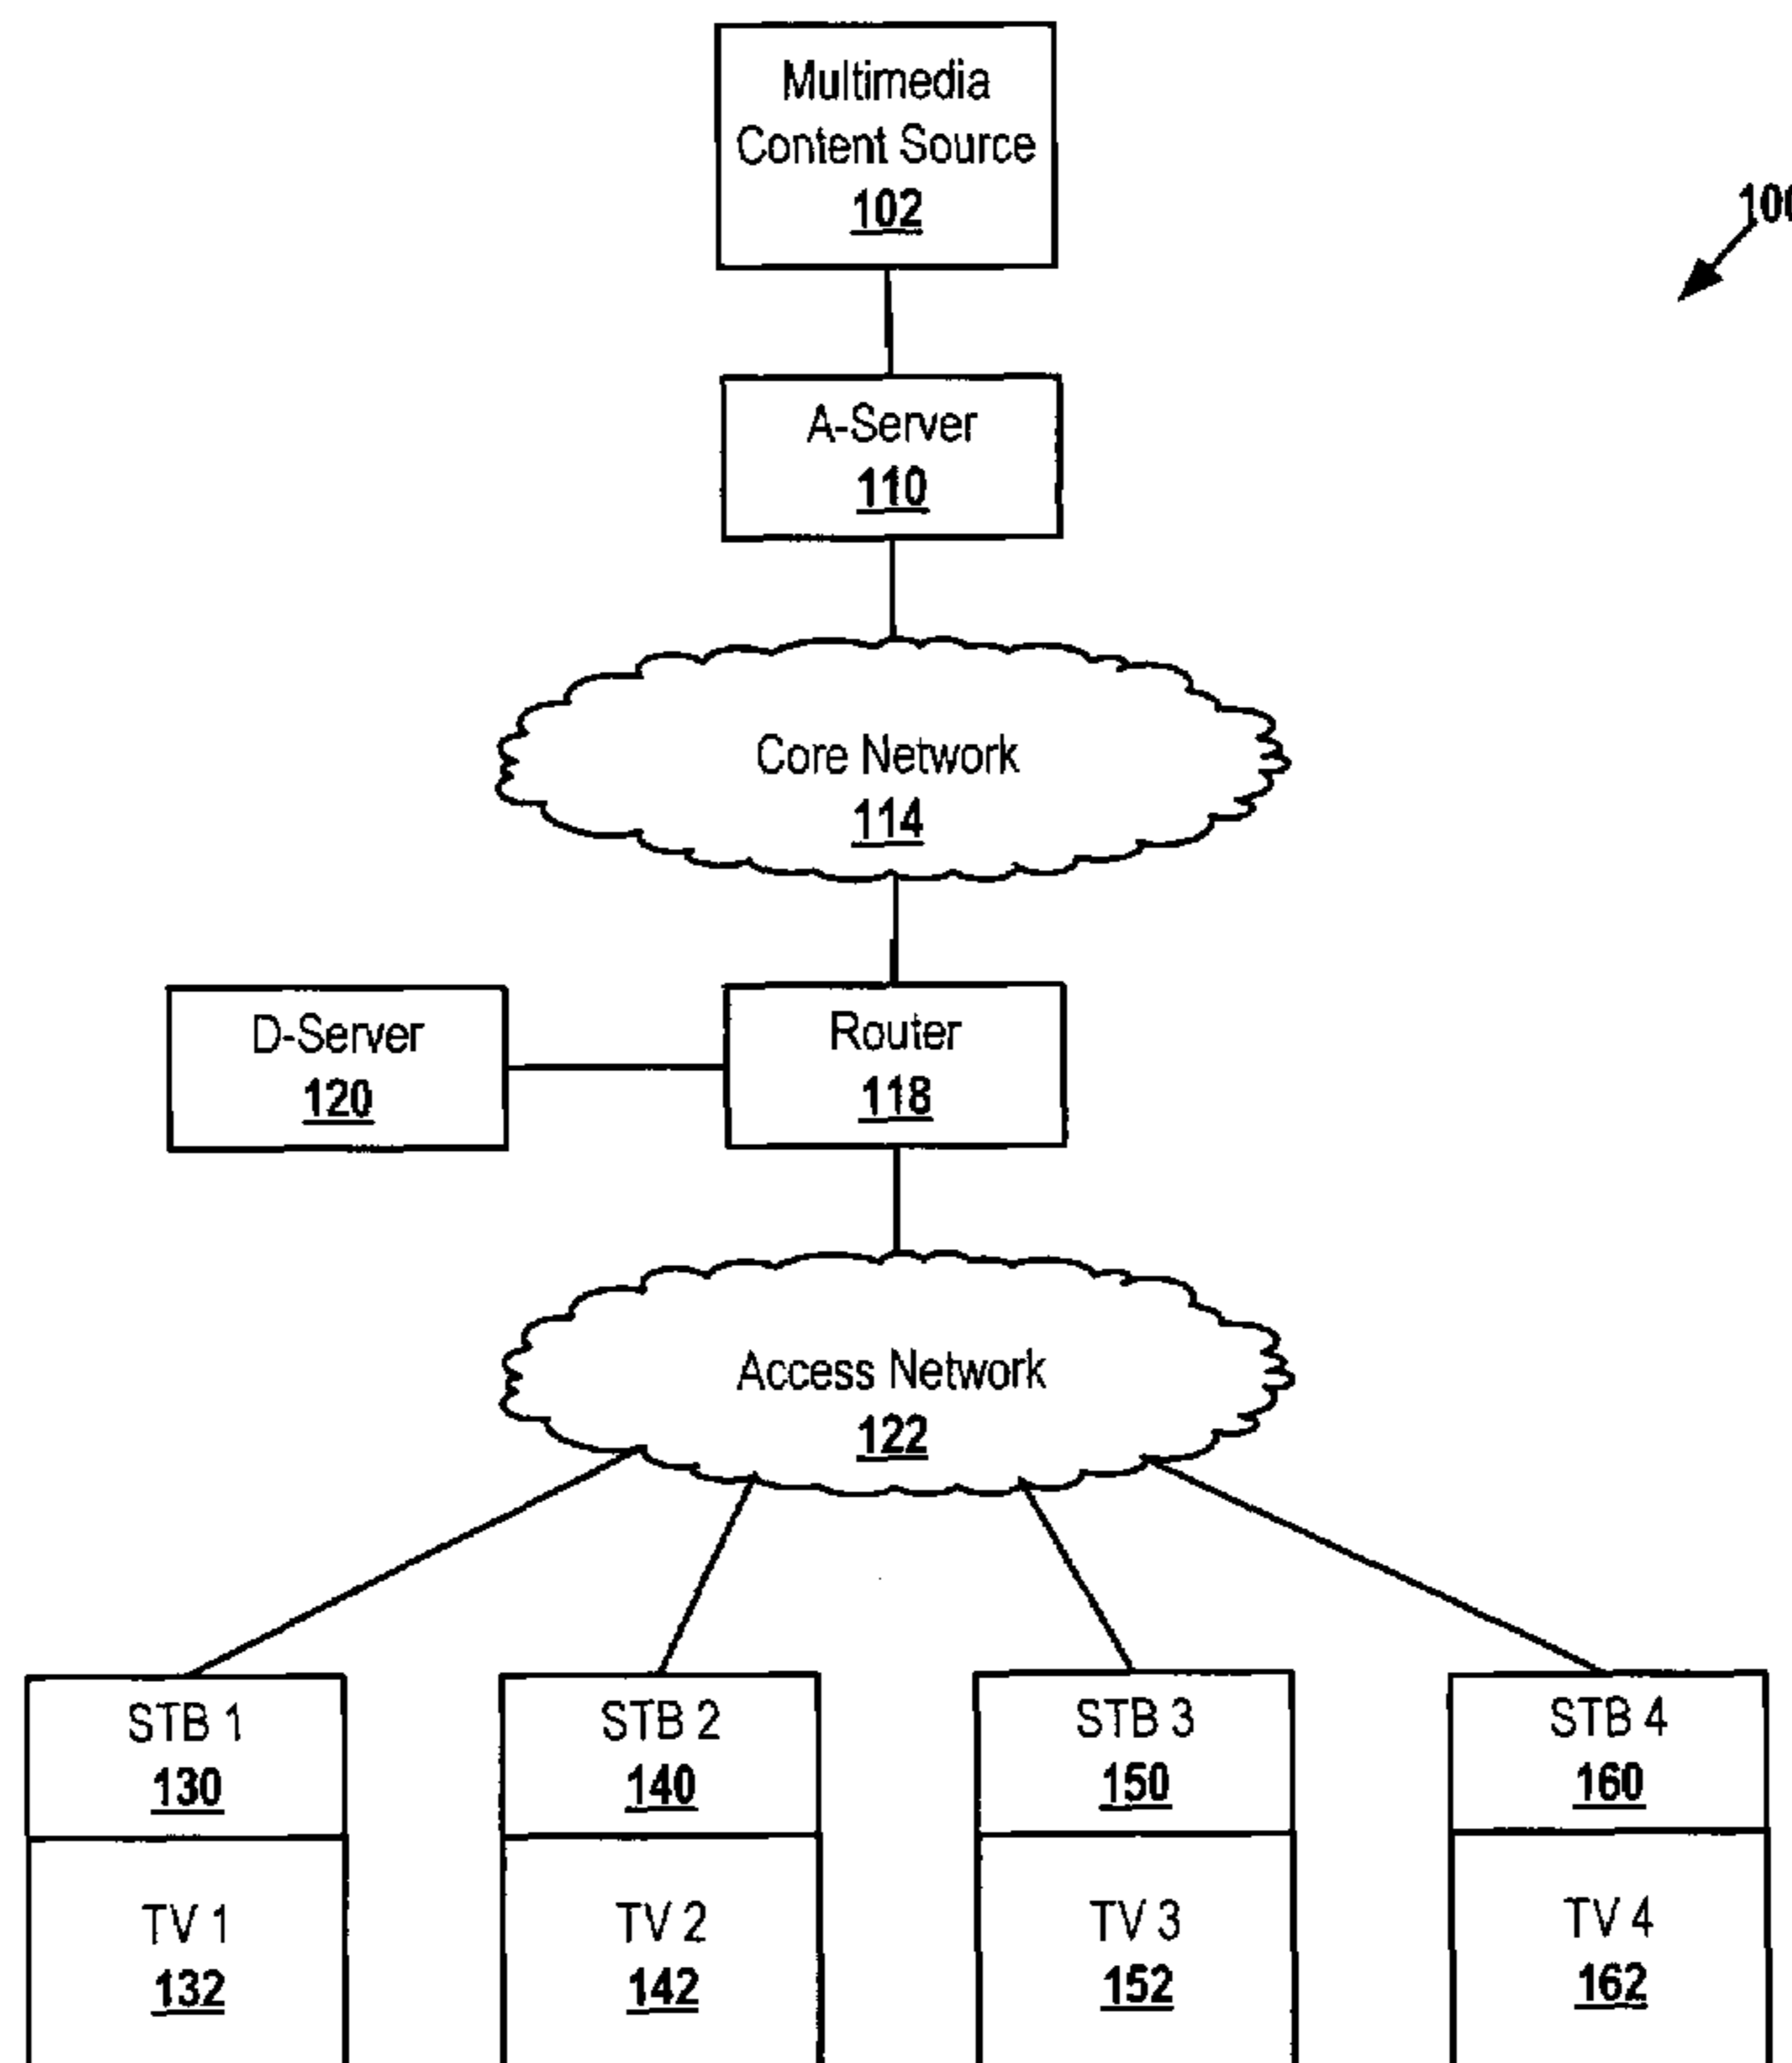 Multimedia
Content Source
102
100
A-Server
110
Core Network
114
D-Server
120
Router
118
Access Network
122
STB 1
130
STB 2
140
STB 3
150
STB 4
160
TV 1
132
TV 2
142
TV 3
152
TV 4
162